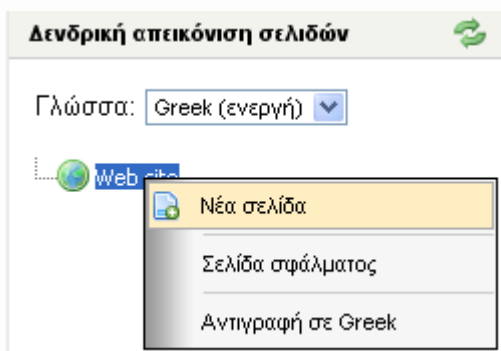 Δενδρική απεικόνιση σελιδών
Γλώσσα: Greek (ενεργή)
Web site
Νέα σελίδα
Σελίδα σφάλματος
Αντιγραφή σε Greek